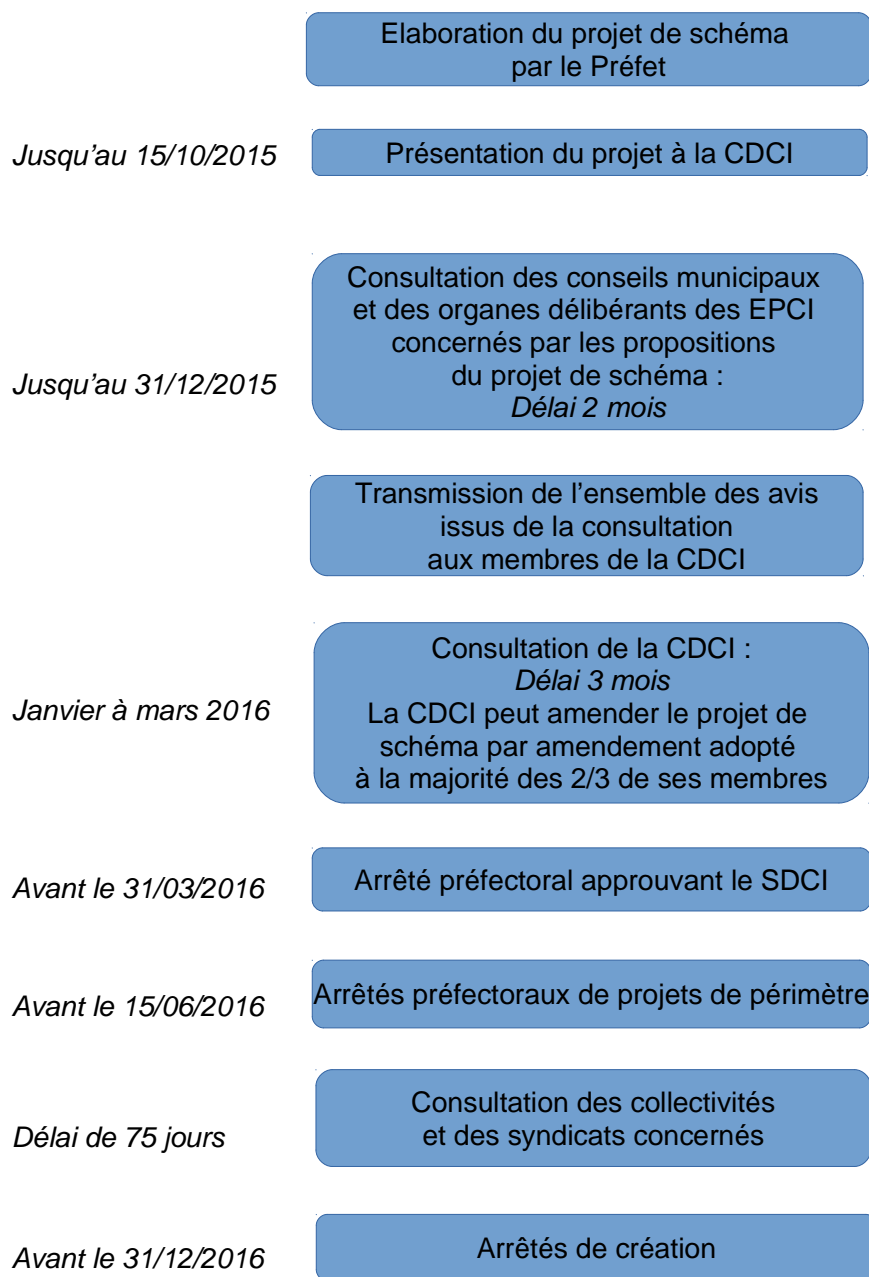 Elaboration du projet de schéma
par le Préfet
Jusqu’au 15/10/2015
Présentation du projet à la CDCI
Jusqu’au 31/12/2015
Consultation des conseils municipaux
et des organes délibérants des EPCI
concernés par les propositions
du projet de schéma :
Délai 2 mois
Transmission de l’ensemble des avis
issus de la consultation
aux membres de la CDCI
Janvier à mars 2016
Consultation de la CDCI :
Délai 3 mois
La CDCI peut amender le projet de
schéma par amendement adopté
à la majorité des 2/3 de ses membres
Avant le 31/03/2016
Arrêté préfectoral approuvant le SDCI
Avant le 15/06/2016
Arrêtés préfectoraux de projets de périmètre
Délai de 75 jours
Consultation des collectivités
et des syndicats concernés
Avant le 31/12/2016
Arrêtés de création